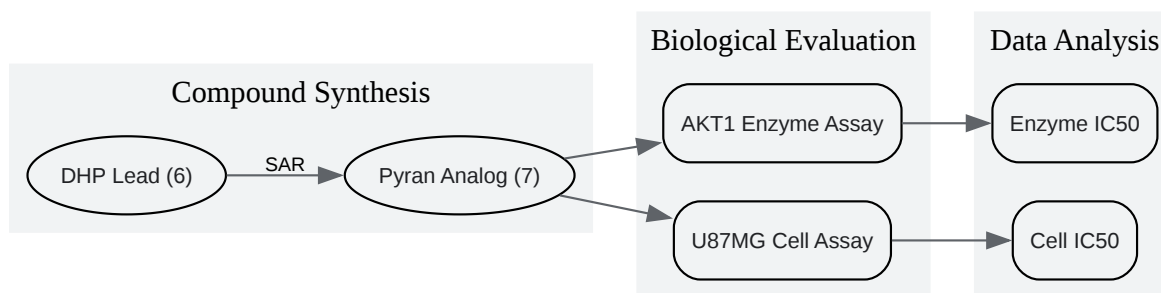 Compound Synthesis
DHP Lead (6)
SAR
Pyran Analog (7)
Biological Evaluation
AKT1 Enzyme Assay
U87MG Cell Assay
Data Analysis
Enzyme IC50
Cell IC50